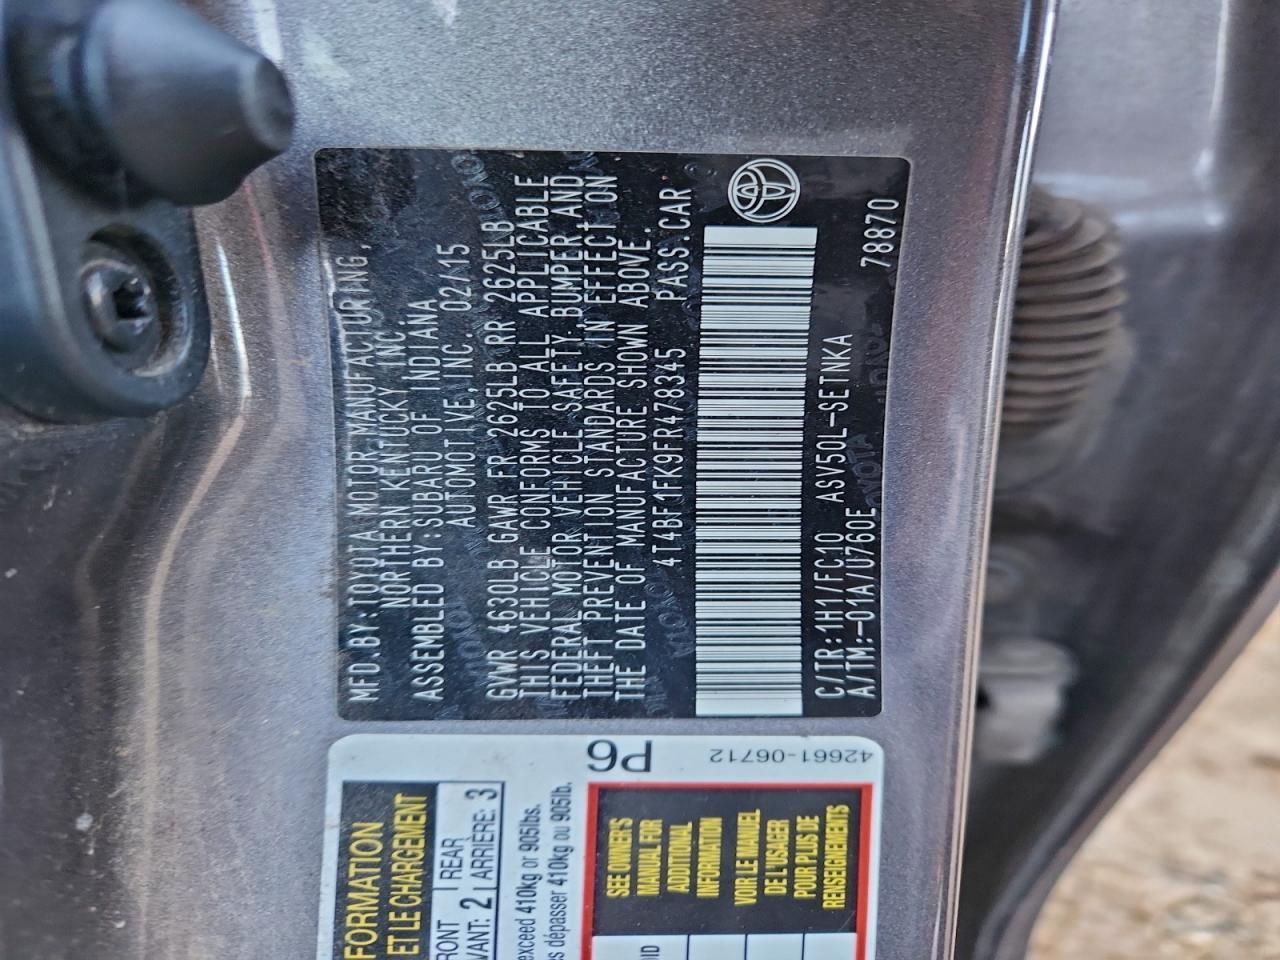 MFD.BY:TOYOTA MOTOR MANUFACTURING,
NORTHERN KENTUCKY, INC.
ASSEMBLED BY:SUBARU OF INDIANA
AUTOMOTIVE, INC. 02/15
GVWR 4630LB GAWR FR 2625LB RR 2625LB
THIS VEHICLE CONFORMS TO ALL APPLICABLE
FEDERAL MOTOR VEHICLE SAFETY, BUMPER AND
THEFT PREVENTION STANDARDS IN EFFECT ON
THE DATE OF MANUFACTURE SHOWN ABOVE.
4T4BF1FK9FR478345 PASS.CAR
C/TR:1H1/FC10 ASV50L-SETNKA
A/TM:-01A/U760E 78870
FORMATION
ET LE CHARGEMENT
RONT REAR
VANT: 2 ARRIÈRE: 3
exceed 410kg or 905lbs.
s dépasser 410kg ou 905lb.
P6
SEE OWNER'S
MANUAL FOR
ADDITIONAL
INFORMATION
VOIR LE MANUEL
DE L'USAGER
POUR PLUS DE
RENSEIGNEMENTS
OID
42661-06712